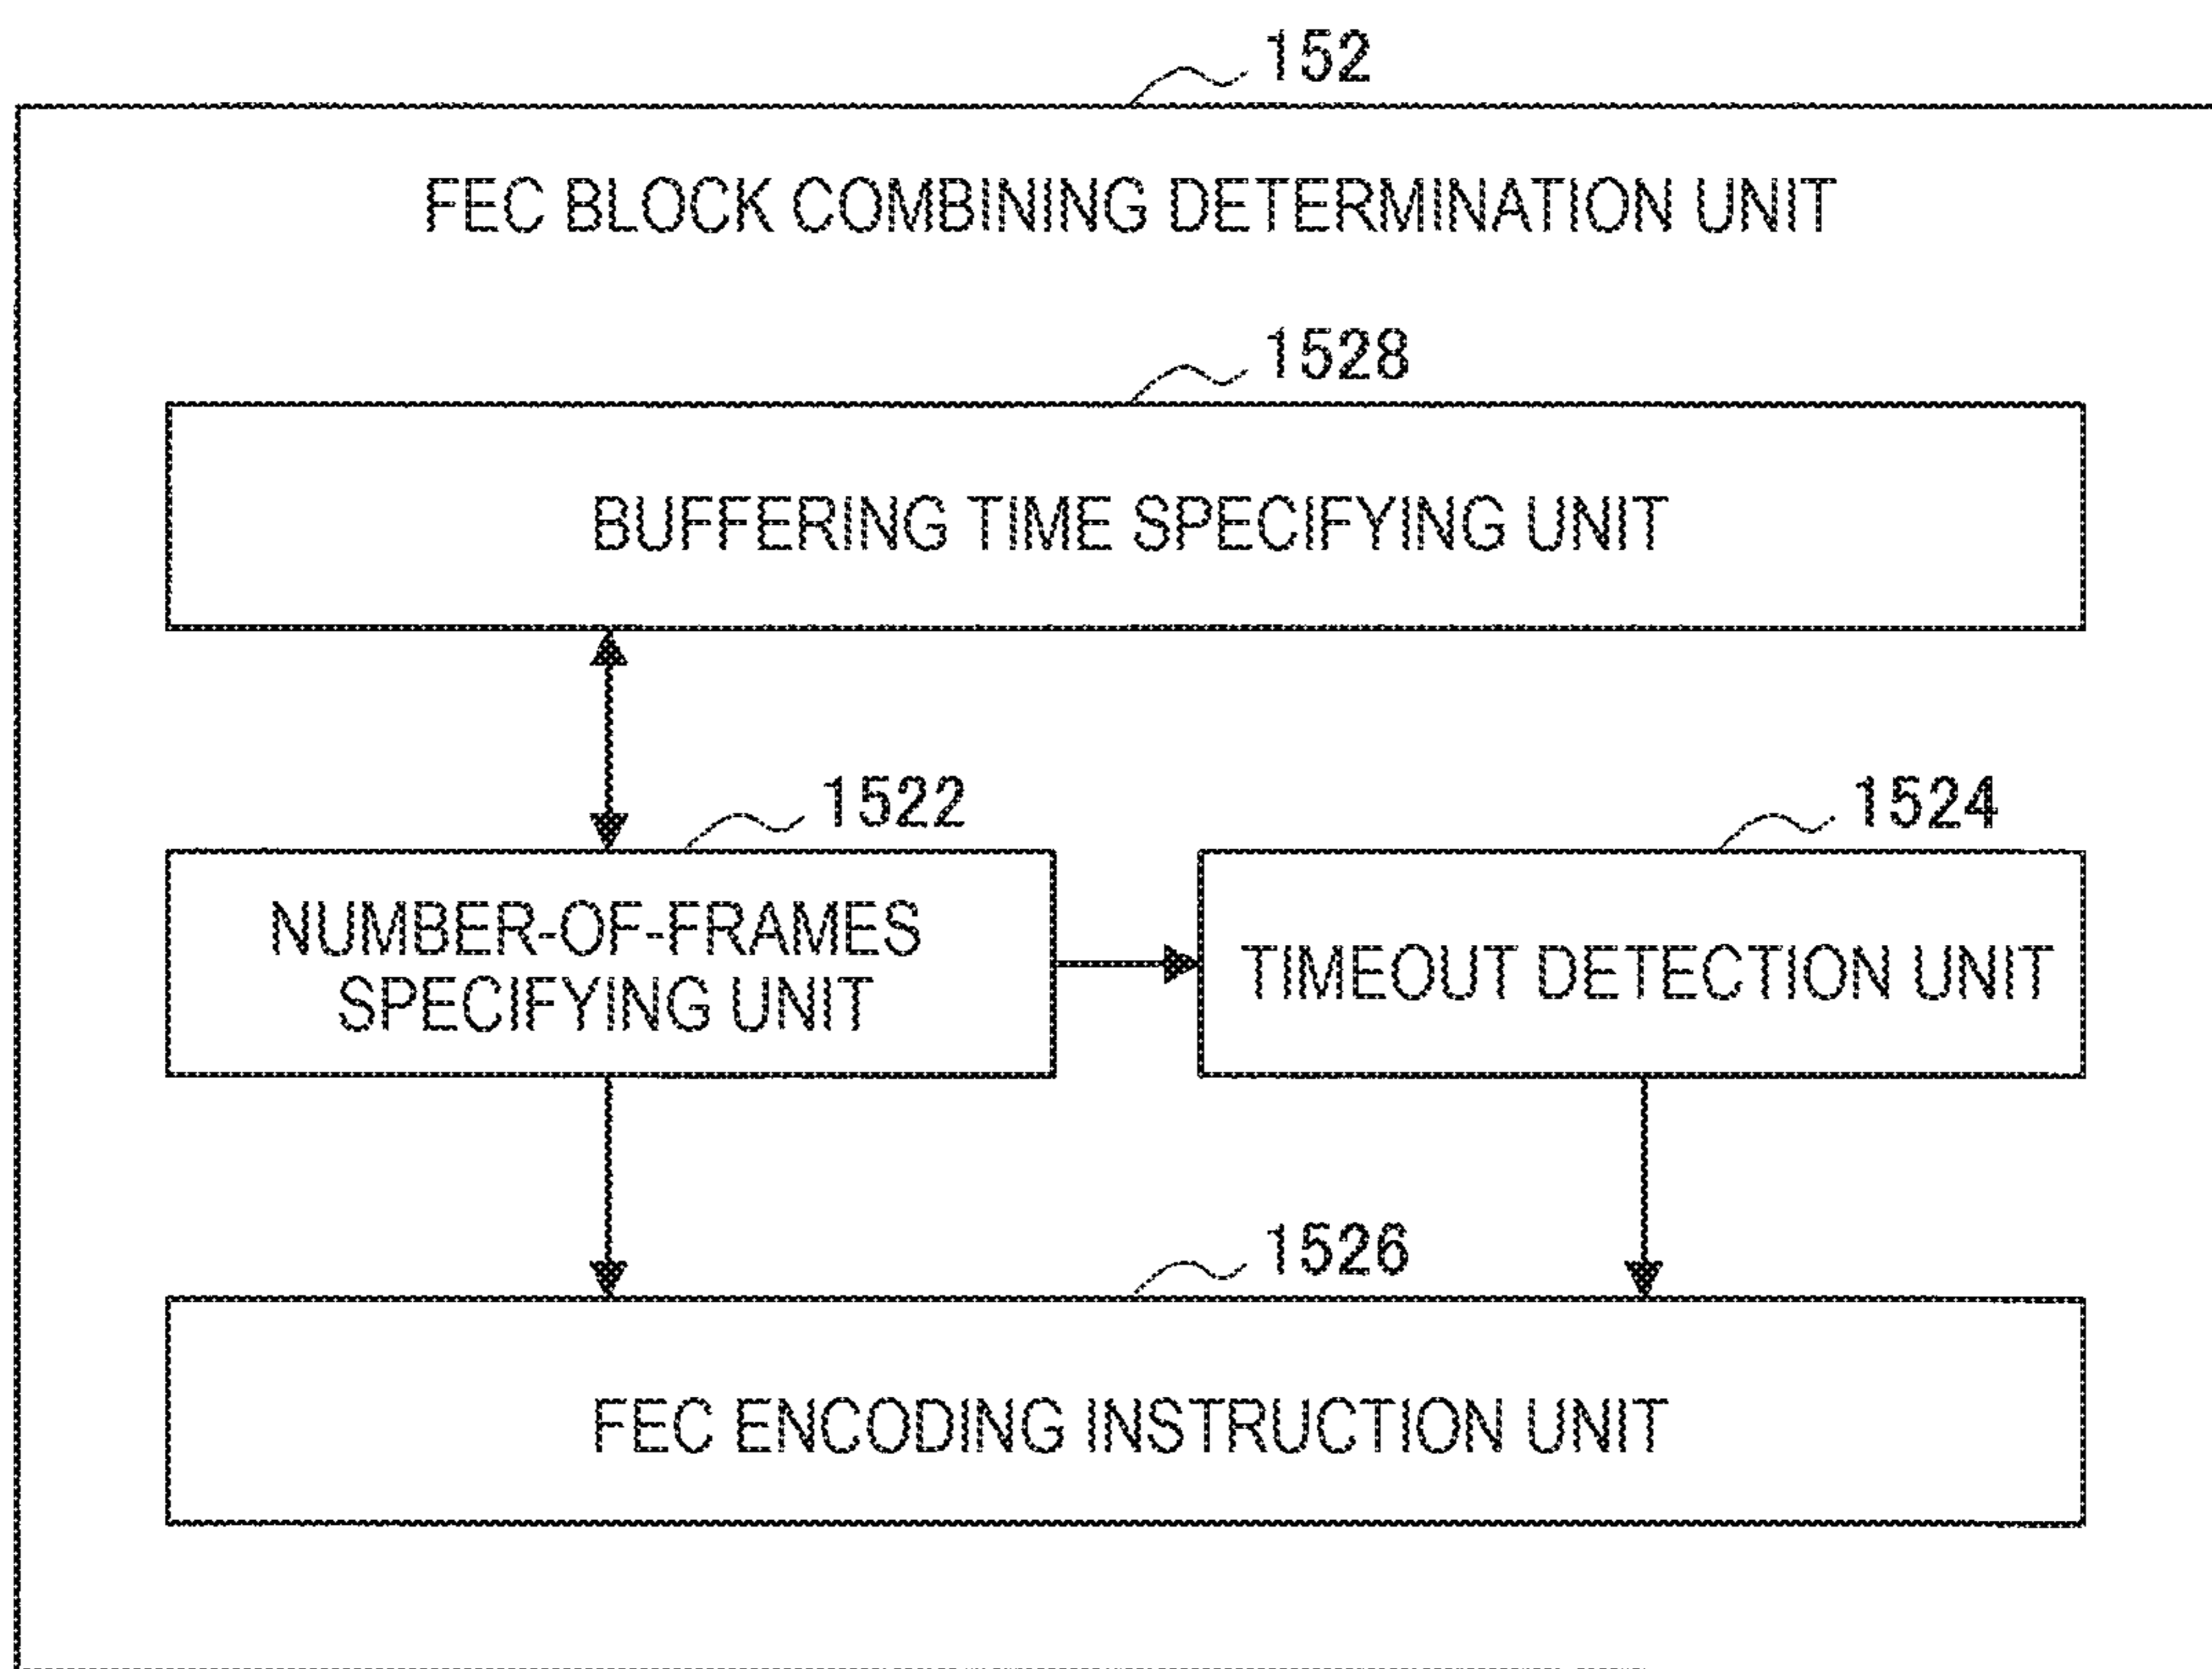 152
FEC BLOCK COMBINING DETERMINATION UNIT
1528
BUFFERING TIME SPECIFYING UNIT
1522
1524
NUMBER-OF-FRAMES
SPECIFYING UNIT
TIMEOUT DETECTION UNIT
1526
FEC ENCODING INSTRUCTION UNIT